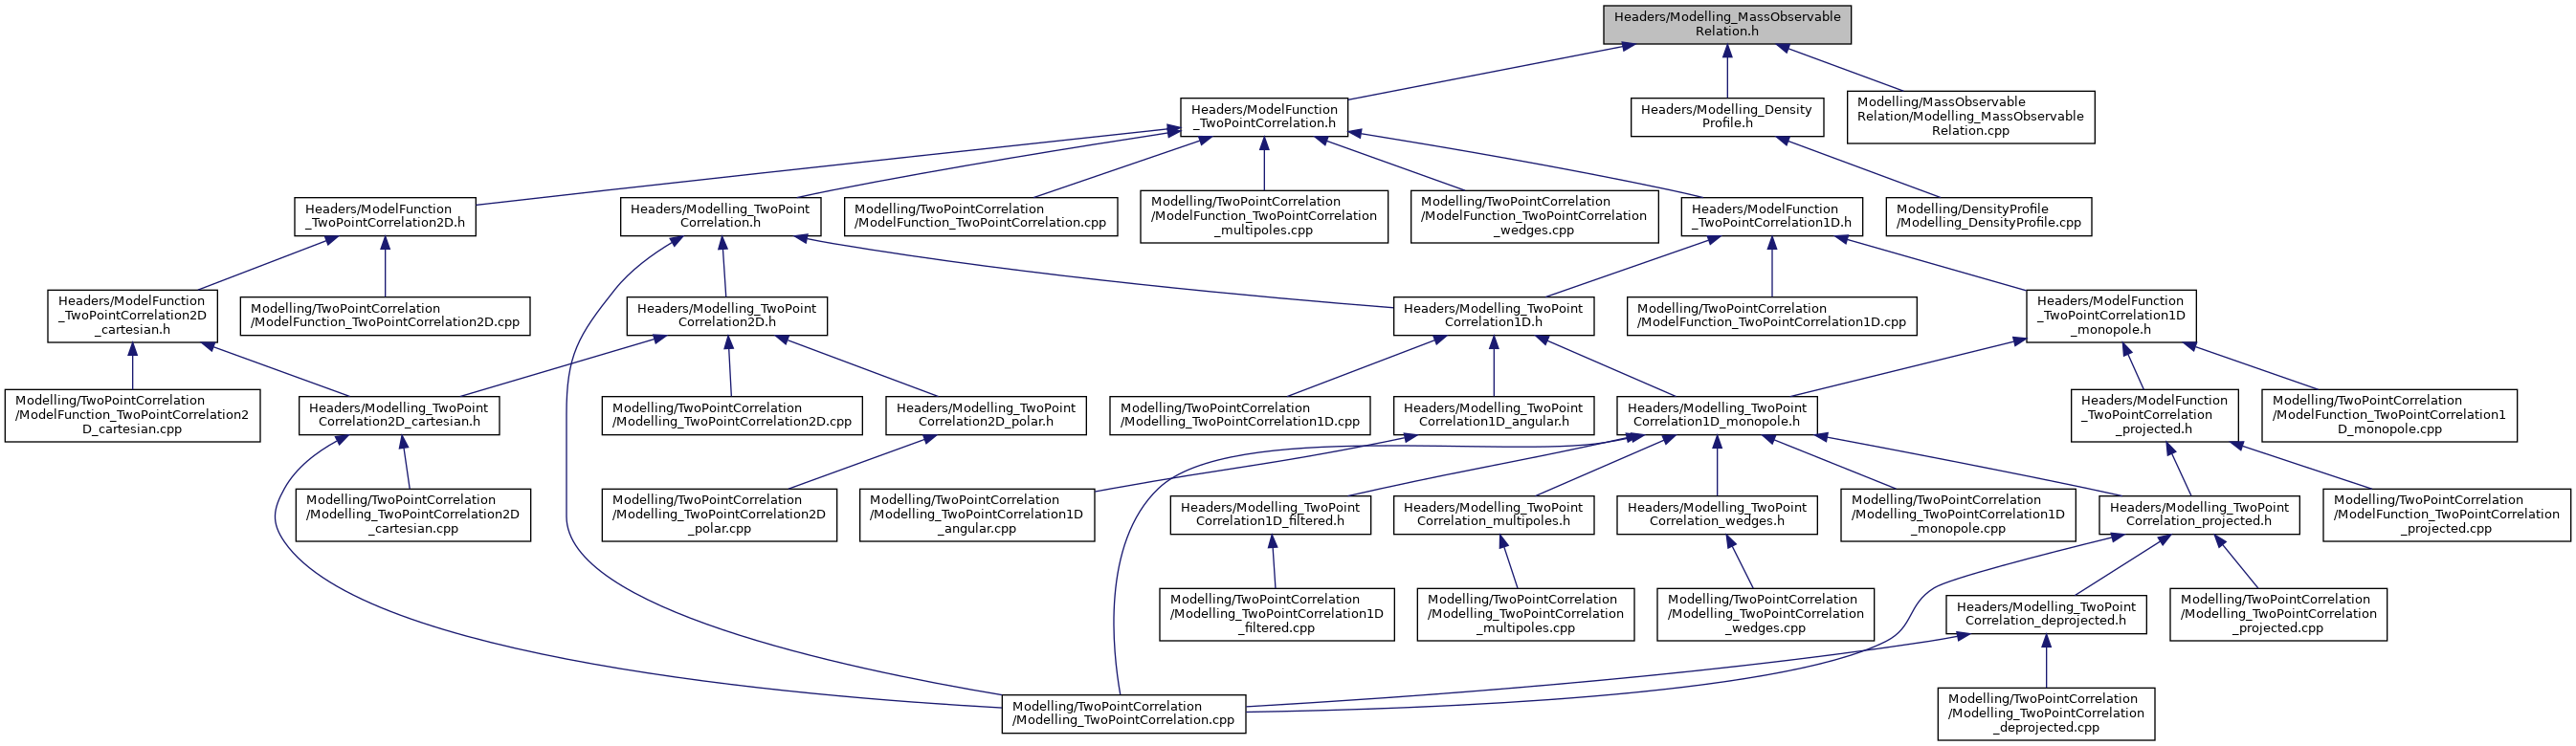 Headers/Modelling_MassObservable
Relation.h
Headers/ModelFunction
_TwoPointCorrelation.h
Headers/Modelling_Density
Profile.h
Modelling/MassObservable
Relation/Modelling_MassObservable
Relation.cpp
Headers/ModelFunction
_TwoPointCorrelation2D.h
Headers/Modelling_TwoPoint
Correlation.h
Modelling/TwoPointCorrelation
/ModelFunction_TwoPointCorrelation.cpp
Modelling/TwoPointCorrelation
/ModelFunction_TwoPointCorrelation
_multipoles.cpp
Modelling/TwoPointCorrelation
/ModelFunction_TwoPointCorrelation
_wedges.cpp
Headers/ModelFunction
_TwoPointCorrelation1D.h
Modelling/DensityProfile
/Modelling_DensityProfile.cpp
Headers/ModelFunction
_TwoPointCorrelation2D
_cartesian.h
Modelling/TwoPointCorrelation
/ModelFunction_TwoPointCorrelation2D.cpp
Headers/Modelling_TwoPoint
Correlation2D.h
Headers/Modelling_TwoPoint
Correlation1D.h
Modelling/TwoPointCorrelation
/ModelFunction_TwoPointCorrelation1D.cpp
Headers/ModelFunction
_TwoPointCorrelation1D
_monopole.h
Modelling/TwoPointCorrelation
/ModelFunction_TwoPointCorrelation2
D_cartesian.cpp
Headers/Modelling_TwoPoint
Correlation2D_cartesian.h
Modelling/TwoPointCorrelation
/Modelling_TwoPointCorrelation2D.cpp
Headers/Modelling_TwoPoint
Correlation2D_polar.h
Modelling/TwoPointCorrelation
/Modelling_TwoPointCorrelation1D.cpp
Headers/Modelling_TwoPoint
Correlation1D_angular.h
Headers/Modelling_TwoPoint
Correlation1D_monopole.h
Headers/ModelFunction
_TwoPointCorrelation
_projected.h
Modelling/TwoPointCorrelation
/ModelFunction_TwoPointCorrelation1
D_monopole.cpp
Modelling/TwoPointCorrelation
/Modelling_TwoPointCorrelation2D
_cartesian.cpp
Modelling/TwoPointCorrelation
/Modelling_TwoPointCorrelation2D
_polar.cpp
Modelling/TwoPointCorrelation
/Modelling_TwoPointCorrelation1D
_angular.cpp
Headers/Modelling_TwoPoint
Correlation1D_filtered.h
Headers/Modelling_TwoPoint
Correlation_multipoles.h
Headers/Modelling_TwoPoint
Correlation_wedges.h
Modelling/TwoPointCorrelation
/Modelling_TwoPointCorrelation1D
_monopole.cpp
Headers/Modelling_TwoPoint
Correlation_projected.h
Modelling/TwoPointCorrelation
/ModelFunction_TwoPointCorrelation
_projected.cpp
Modelling/TwoPointCorrelation
/Modelling_TwoPointCorrelation1D
_filtered.cpp
Modelling/TwoPointCorrelation
/Modelling_TwoPointCorrelation
_multipoles.cpp
Modelling/TwoPointCorrelation
/Modelling_TwoPointCorrelation
_wedges.cpp
Headers/Modelling_TwoPoint
Correlation_deprojected.h
Modelling/TwoPointCorrelation
/Modelling_TwoPointCorrelation
_projected.cpp
Modelling/TwoPointCorrelation
/Modelling_TwoPointCorrelation.cpp
Modelling/TwoPointCorrelation
/Modelling_TwoPointCorrelation
_deprojected.cpp